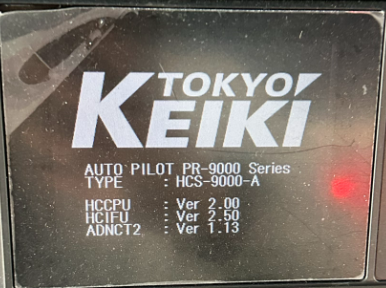 TOKYO
KEIKI
AUTO PILOT PR-9000 Series
TYPE : HCS-9000-A
HCCPU : Ver 2.00
HCIFU : Ver 2.50
ADNCT2 : Ver 1.13